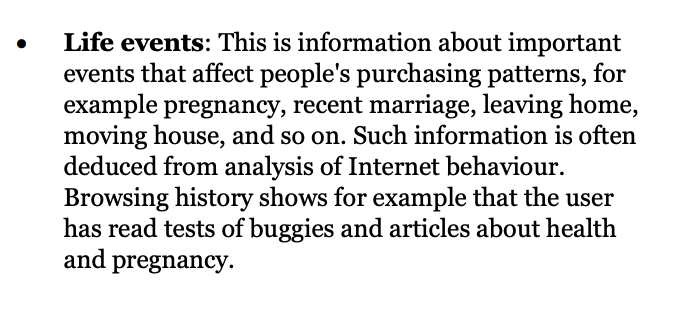 • Life events: This is information about important
events that affect people's purchasing patterns, for
example pregnancy, recent marriage, leaving home,
moving house, and so on. Such information is often
deduced from analysis of Internet behaviour.
Browsing history shows for example that the user
has read tests of buggies and articles about health
and pregnancy.